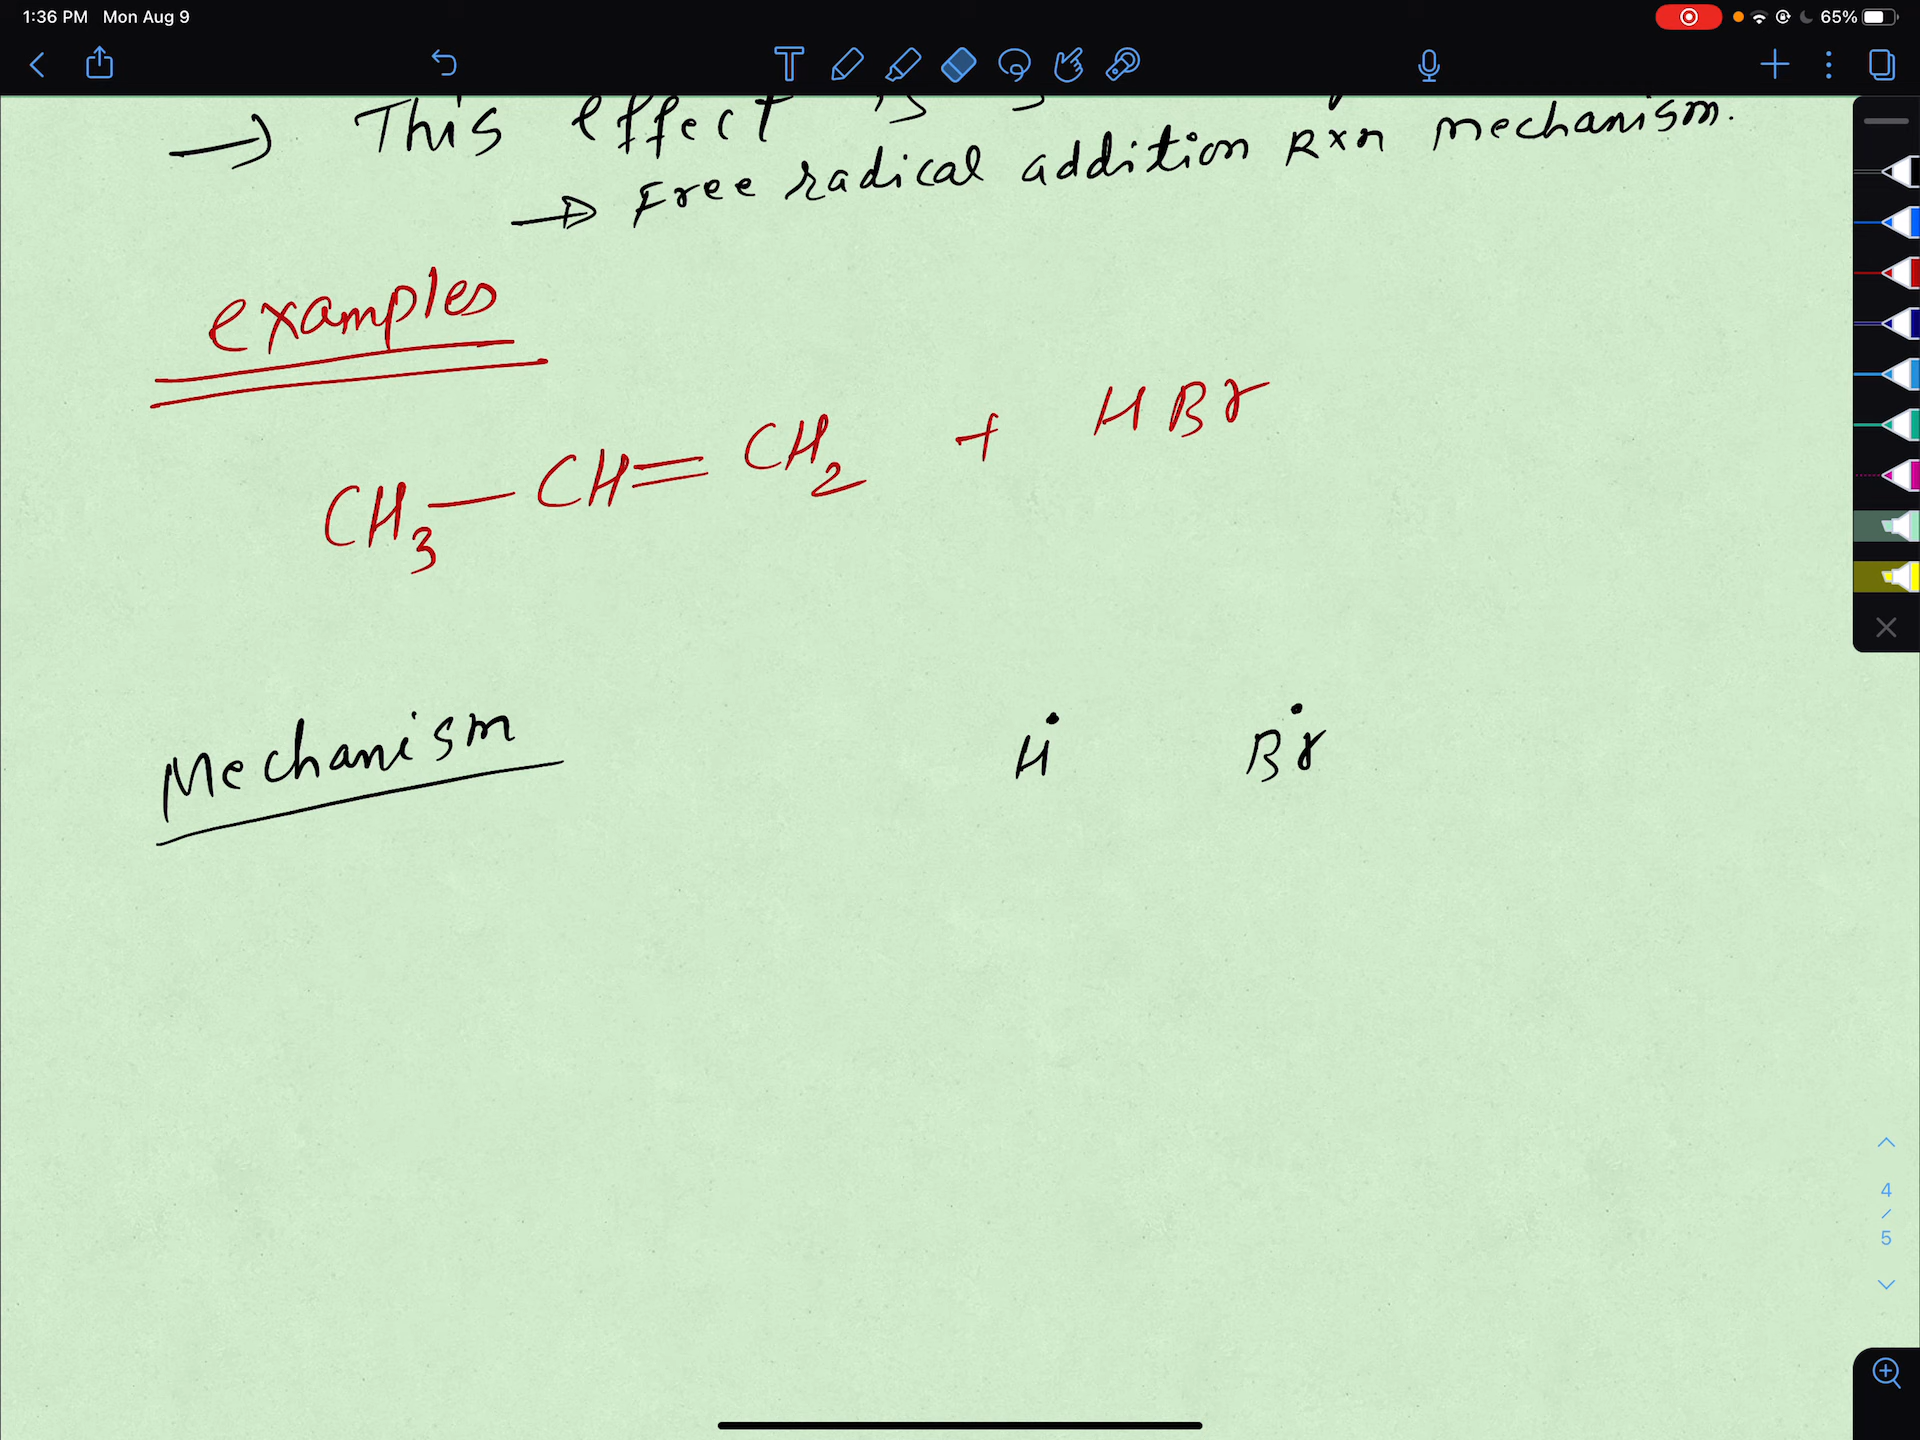 1:36 PM Mon Aug 9
65%
→ This effect is
→ Free radical addition Rxn mechanism.
examples
CH3 — CH = CH2 + HBr
Mechanism H• Br•
4
/
5